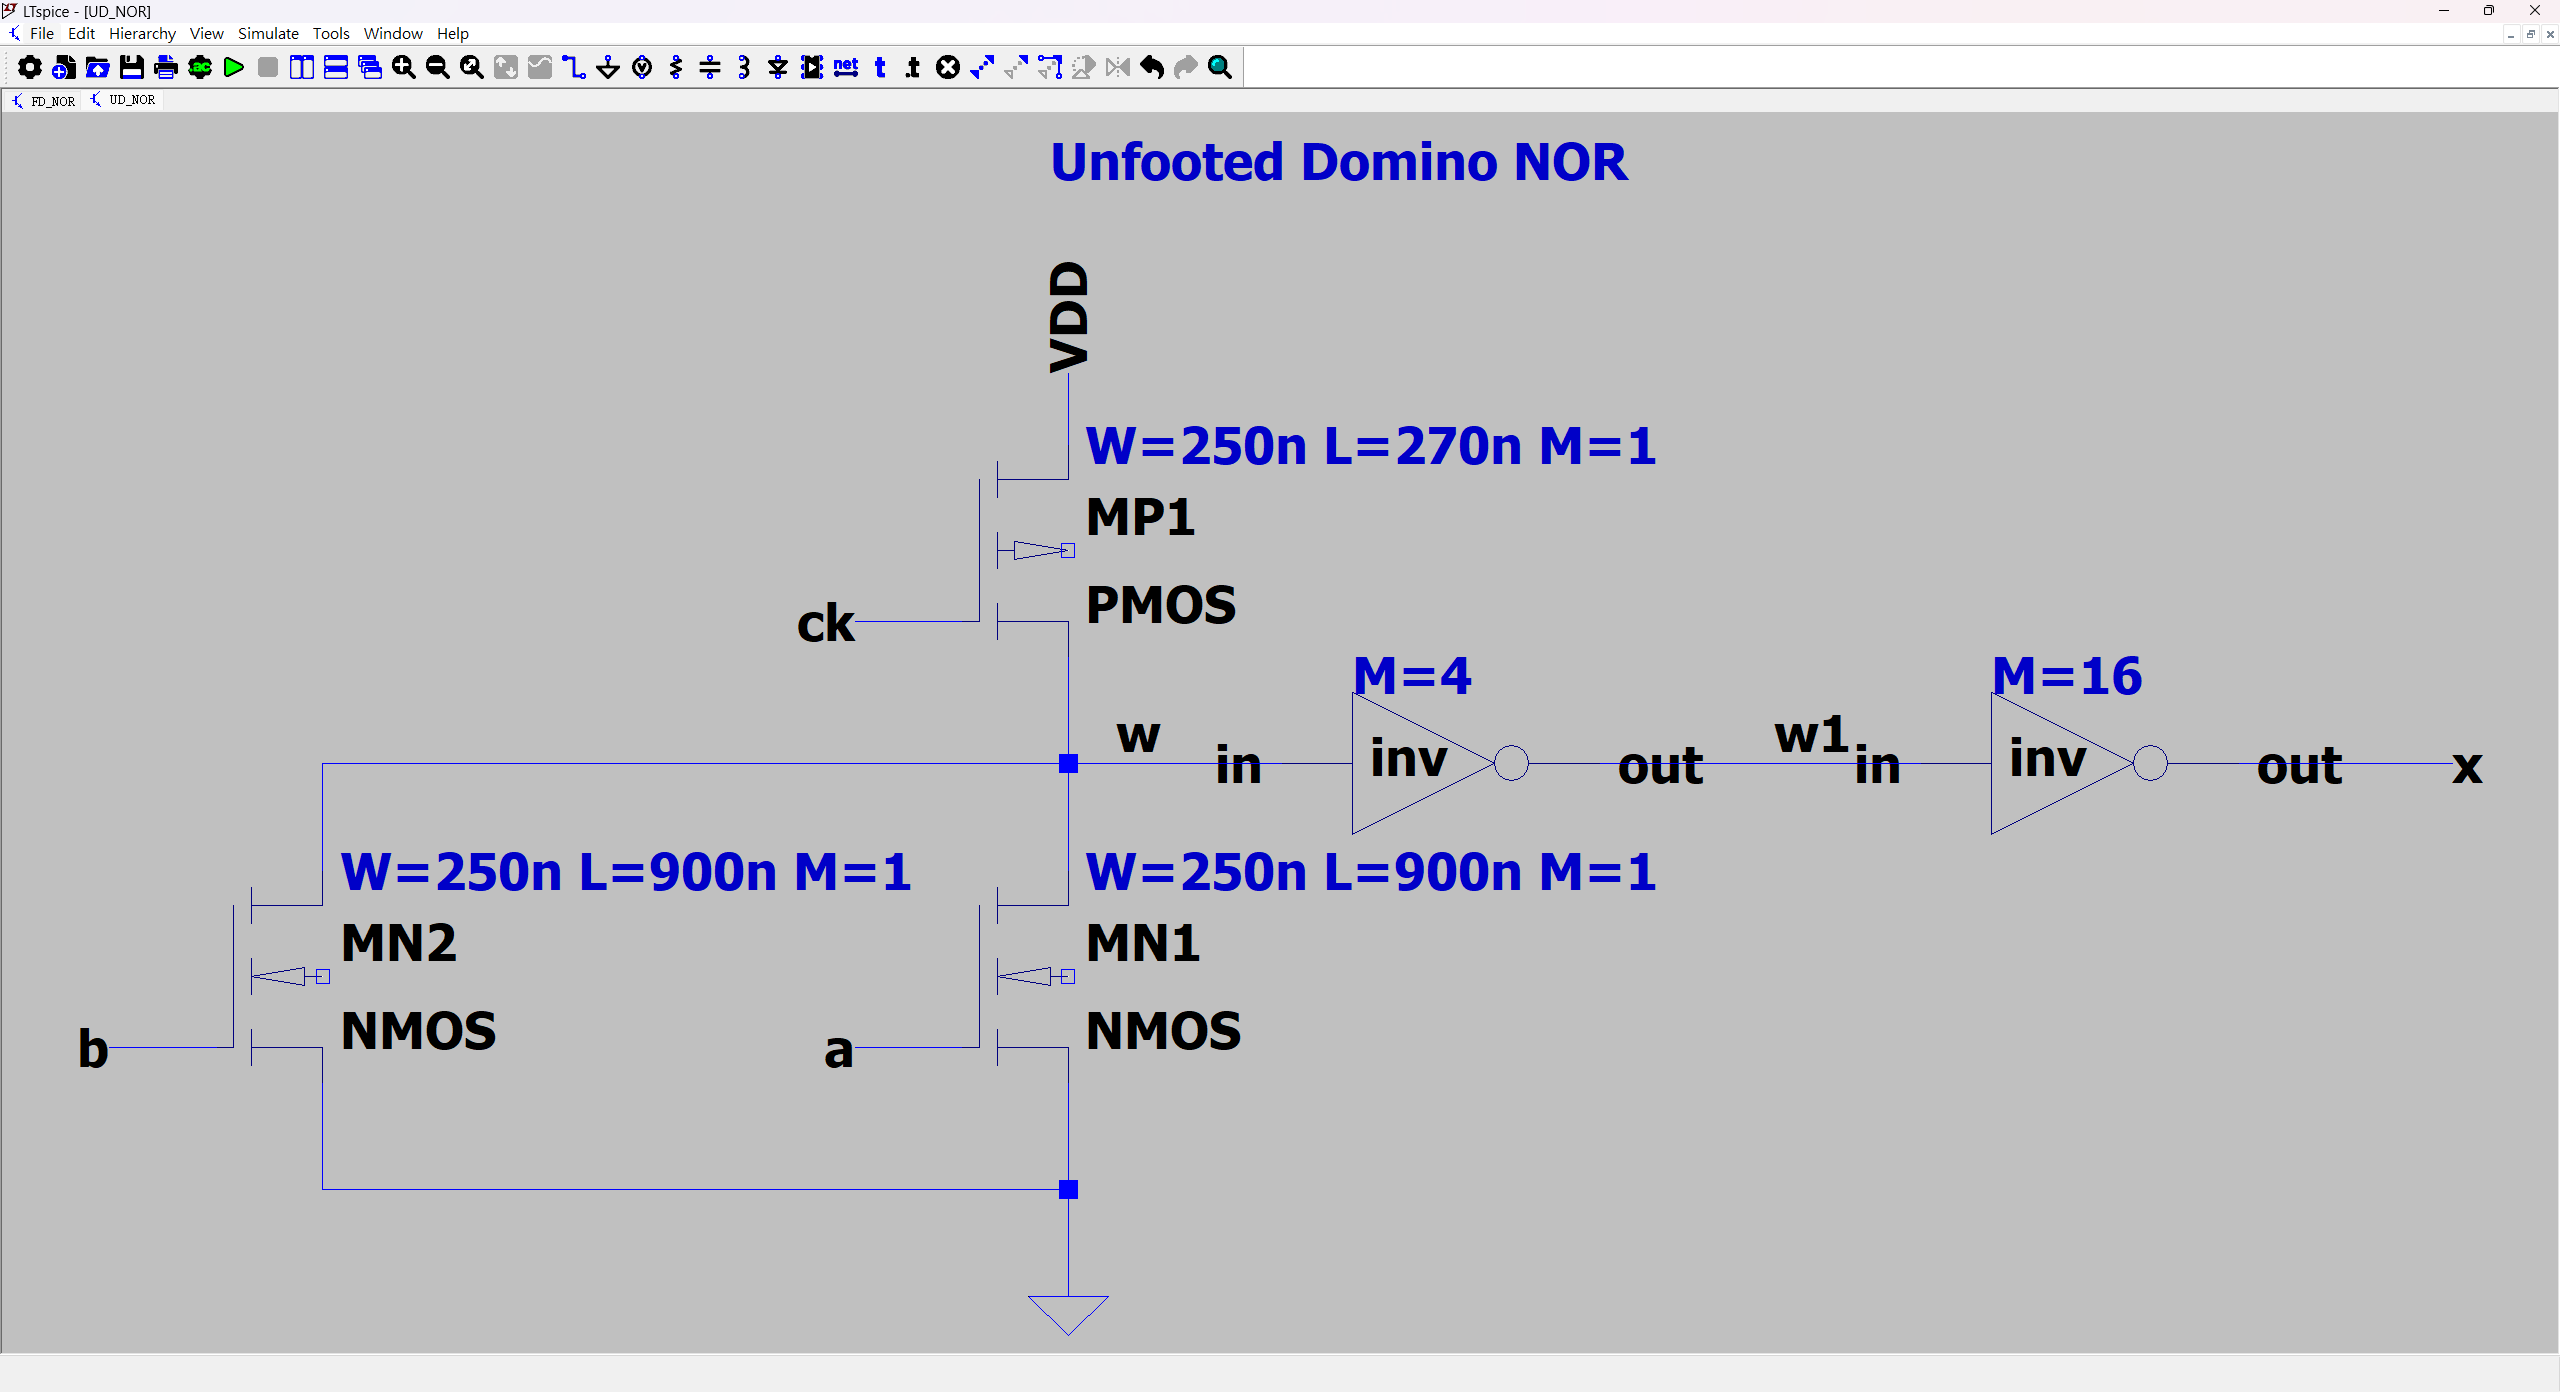 LTspice - [UD_NOR]
File Edit Hierarchy View Simulate Tools Window Help
.ac net t .t
FD_NOR UD_NOR
Unfooted Domino NOR
VDD
W=250n L=270n M=1
MP1
PMOS
ck
M=4
M=16
w
in
inv
out
w1
in
inv
out
x
W=250n L=900n M=1
MN2
NMOS
b
W=250n L=900n M=1
MN1
NMOS
a